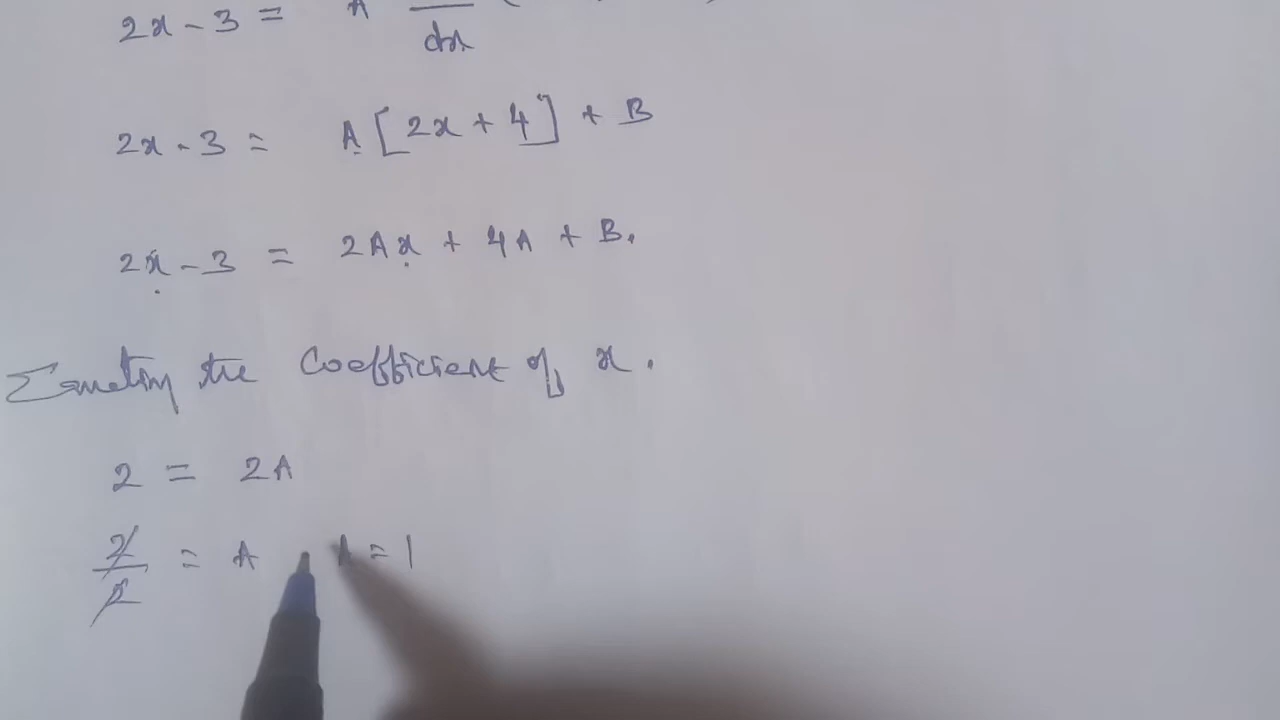 2x - 3 = A /dx
2x - 3 = A [2x + 4] + B
2x - 3 = 2Ax + 4A + B.
Equating the Coefficient of x.
2 = 2A
2/2 = A A = 1